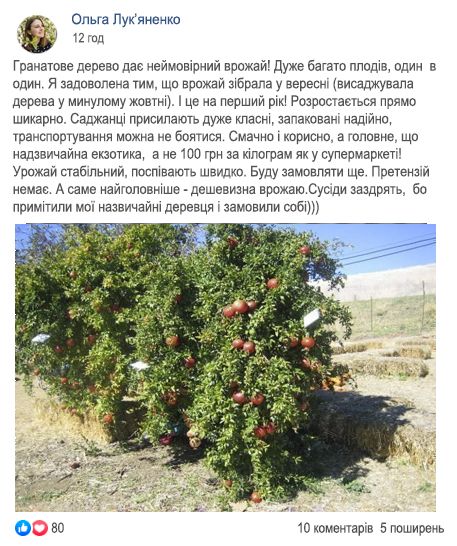 Ольга Лук'яненко
12 год
Гранатове дерево дає неймовірний врожай! Дуже багато плодів, один в
один. Я задоволена тим, що врожай зібрала у вересні (висаджувала
дерева у минулому жовтні). І це на перший рік! Розростається прямо
шикарно. Саджанці присилають дуже класні, запаковані надійно,
транспортування можна не боятися. Смачно і корисно, а головне, що
надзвичайна екзотика, а не 100 грн за кілограм як у супермаркеті!
Урожай стабільний, поспівають швидко. Буду замовляти ще. Претензій
немає. А саме найголовніше - дешевизна врожаю.Сусіди заздрять, бо
примітили мої назвичайні деревця і замовили собі)))
80
10 коментарів 5 поширень